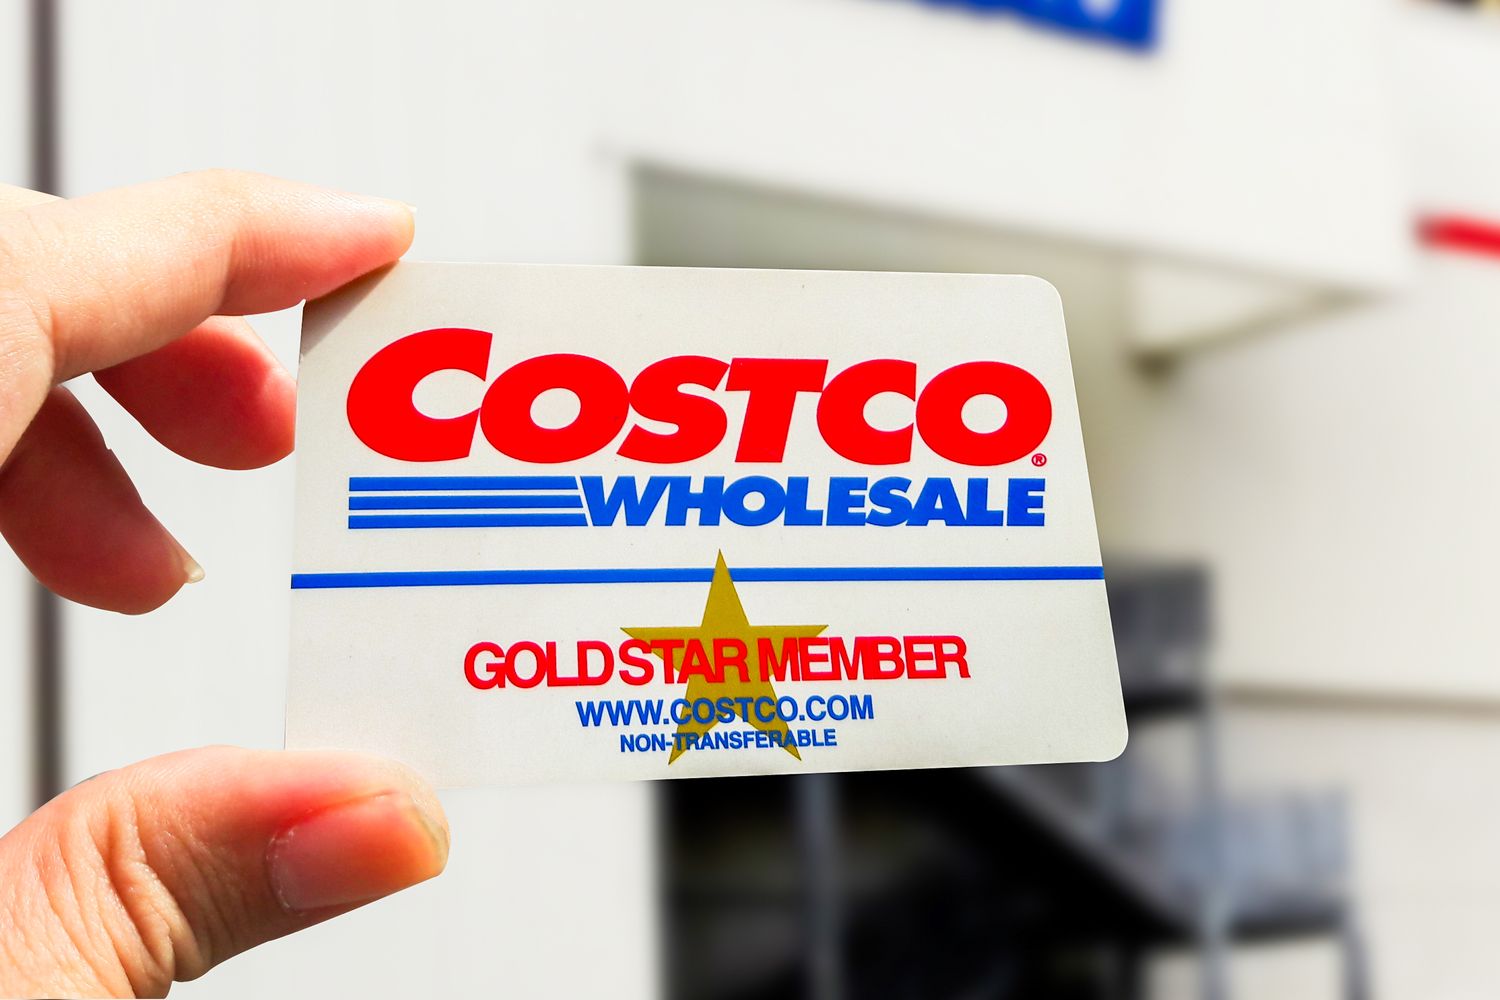 COSTCO®
WHOLESALE
GOLD STAR MEMBER
WWW.COSTCO.COM
NON-TRANSFERABLE